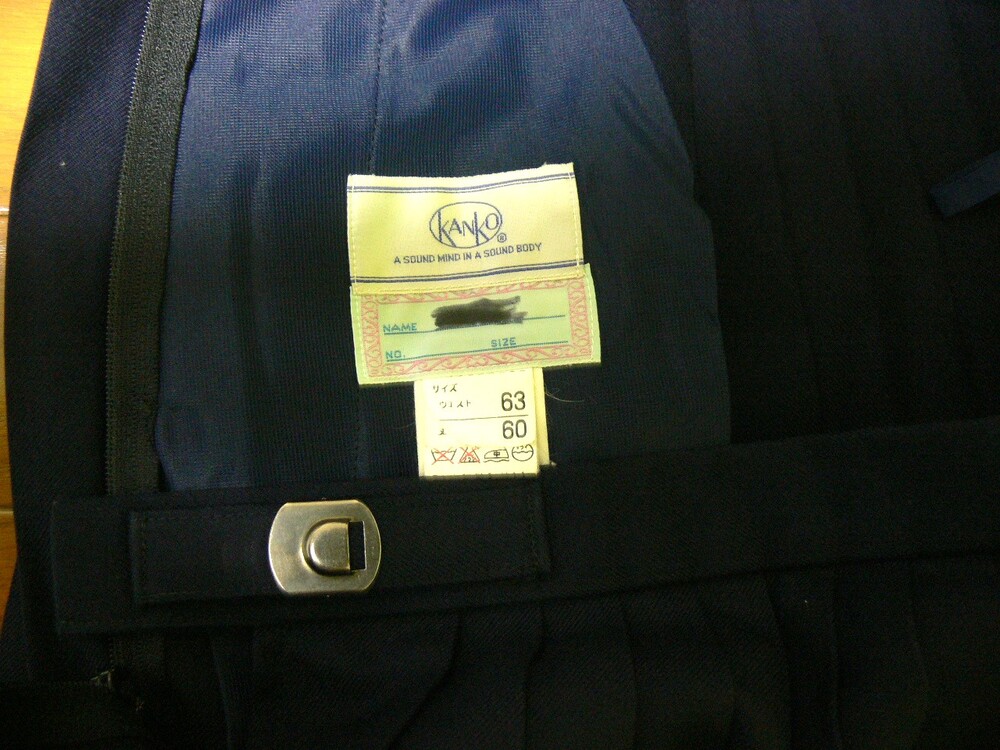 KANKO®
A SOUND MIND IN A SOUND BODY
NAME
NO. SIZE
サイズ
ウエスト 63
丈 60